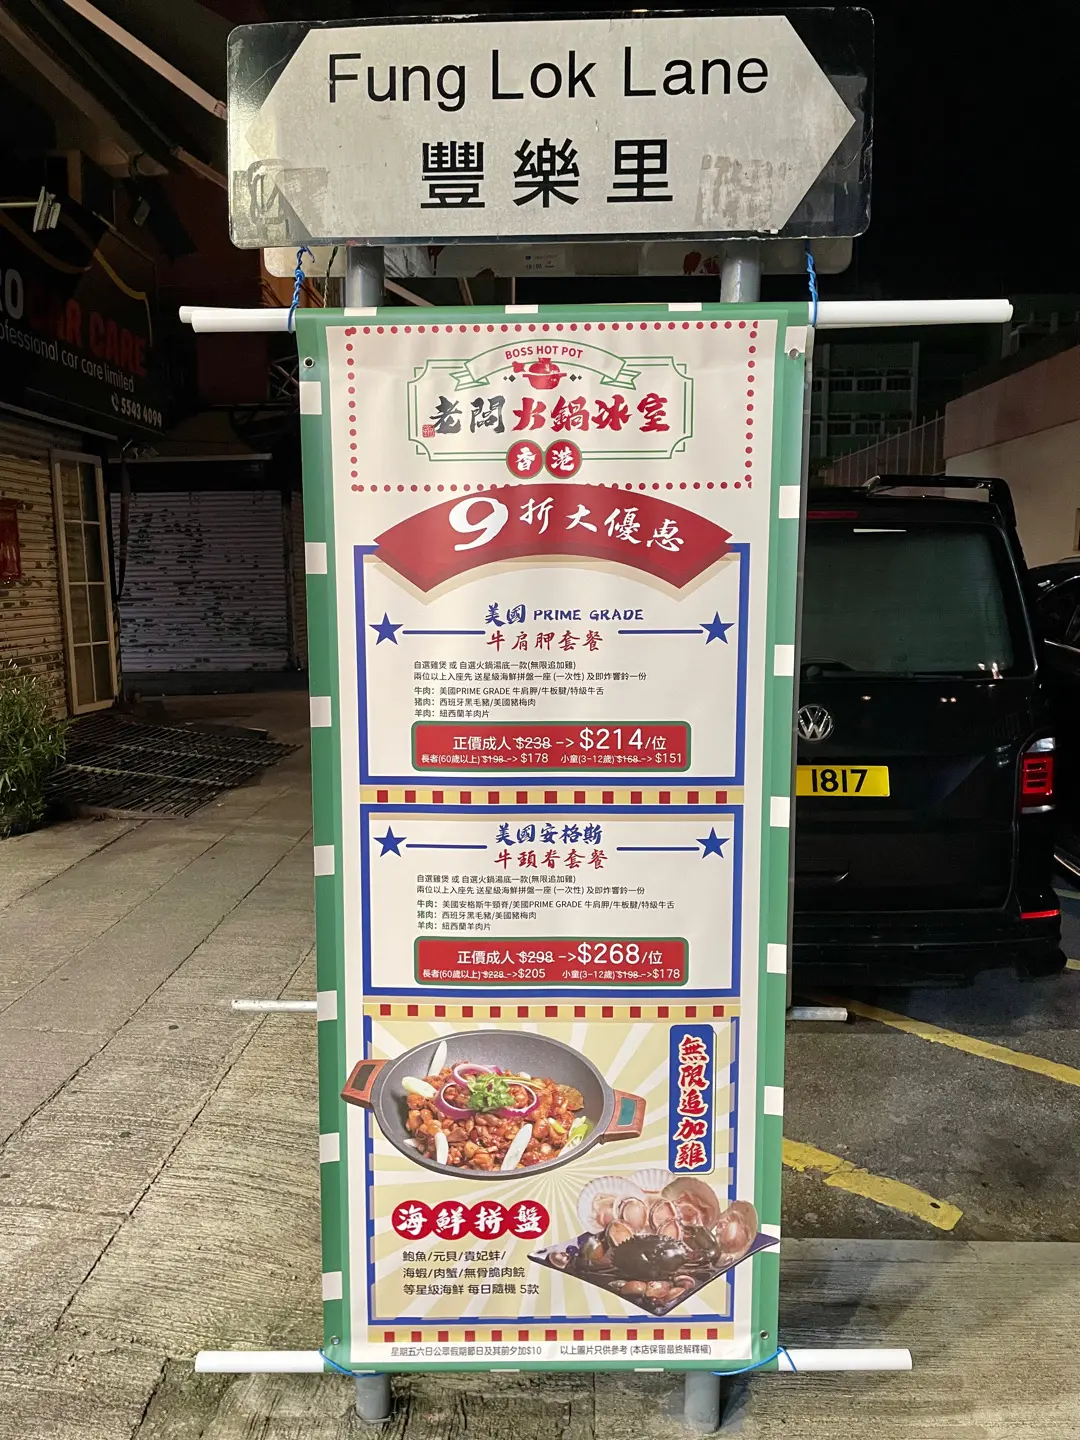 Fung Lok Lane
豐樂里
CAR CARE
ofessional car care limited
5543 4099
BOSS HOT POT
老闆火鍋冰室
香港
9折大優惠
美國 PRIME GRADE
牛肩胛套餐
自選雞煲 或 自選火鍋湯底一款(無限追加雞)
兩位以上入座先 送星級海鮮拼盤一座 (一次性) 及即炸響鈴一份
牛肉：美國PRIME GRADE 牛肩胛/牛板腱/特級牛舌
豬肉：西班牙黑毛豬/美國豬梅肉
羊肉：紐西蘭羊肉片
正價成人 $238 -> $214/位
長者(60歲以上) $198 -> $178 小童(3-12歲) $168 -> $151
美國安格斯
牛頸脊套餐
自選雞煲 或 自選火鍋湯底一款(無限追加雞)
兩位以上入座先 送星級海鮮拼盤一座 (一次性) 及即炸響鈴一份
牛肉：美國安格斯牛頸脊/美國PRIME GRADE 牛肩胛/牛板腱/特級牛舌
豬肉：西班牙黑毛豬/美國豬梅肉
羊肉：紐西蘭羊肉片
正價成人 $298 ->$268/位
長者(60歲以上) $228 ->$205 小童(3-12歲) $198->$178
無限追加雞
海鮮拼盤
鮑魚/元貝/貴妃蚌/
海蝦/肉蟹/無骨脆肉鯇
等星級海鮮 每日隨機 5款
星期五六日公眾假期節日及其前夕加$10 以上圖片只供參考 (本店保留最終解釋權)
1817